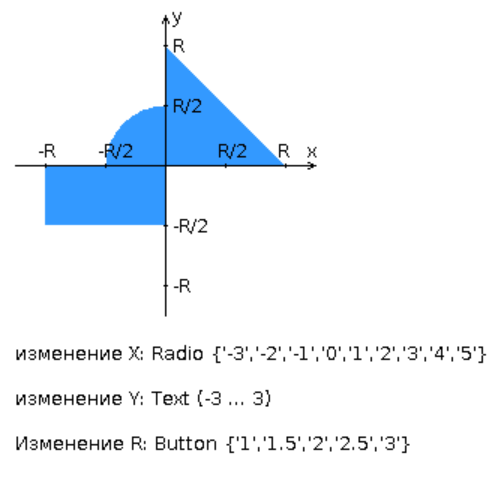 y
R
R/2
-R -R/2 R/2 R x
-R/2
-R
изменение X: Radio {'-3','-2','-1','0','1','2','3','4','5'}
изменение Y: Text (-3 ... 3)
Изменение R: Button {'1','1.5','2','2.5','3'}